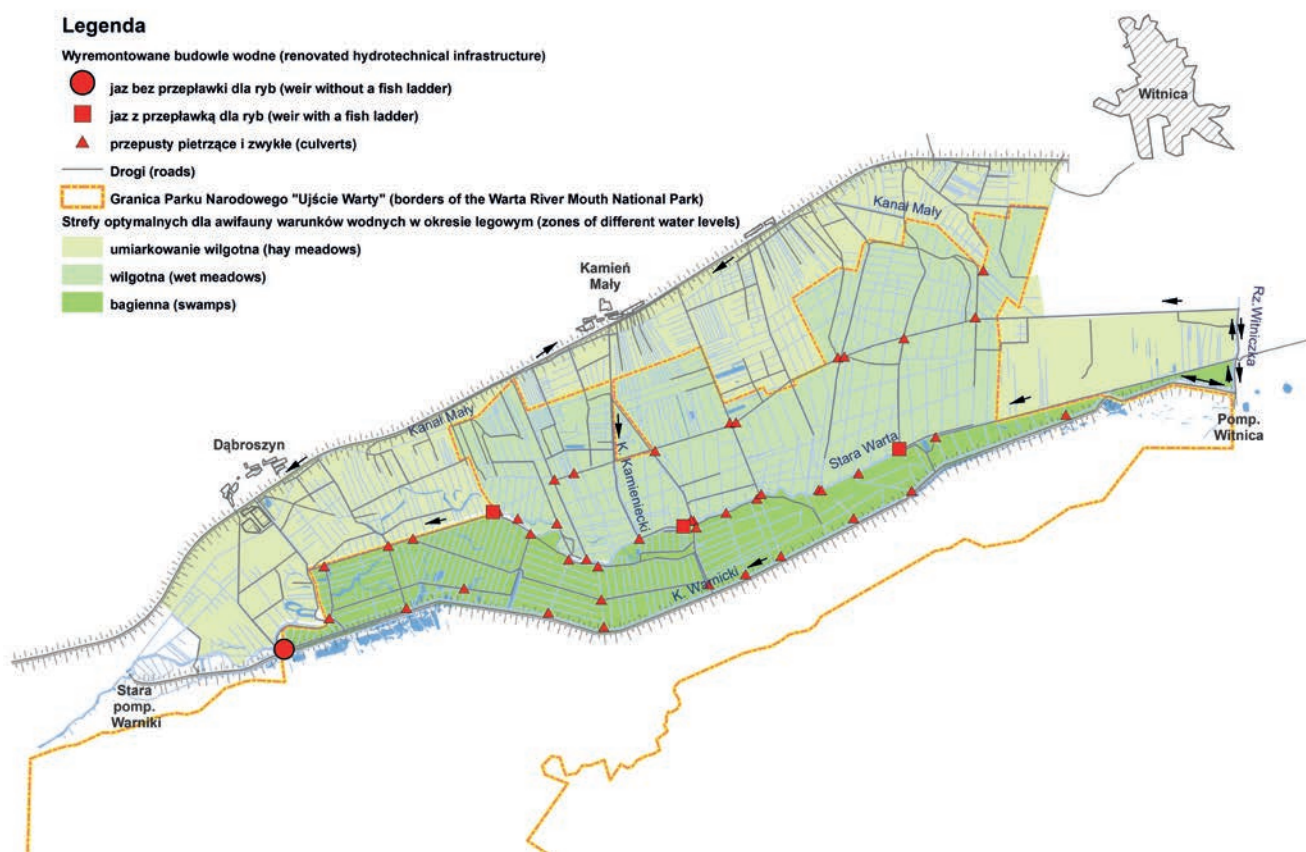 Legenda
Wyremontowane budowle wodne (renovated hydrotechnical infrastructure)
jaz bez przepławki dla ryb (weir without a fish ladder)
jaz z przepławką dla ryb (weir with a fish ladder)
przepusty pietrzące i zwykłe (culverts)
Drogi (roads)
Granica Parku Narodowego "Ujście Warty" (borders of the Warta River Mouth National Park)
Strefy optymalnych dla awifauny warunków wodnych w okresie legowym (zones of different water levels)
umiarkowanie wilgotna (hay meadows)
wilgotna (wet meadows)
bagienna (swamps)
Witnica
Kanał Mały
Kamień
Mały
Rz.Witniczka
Kanał Mały
Dąbroszyn
Pomp.
Witnica
K. Kamieniecki
Stara Warta
K. Warnicki
Stara
pomp.
Warniki